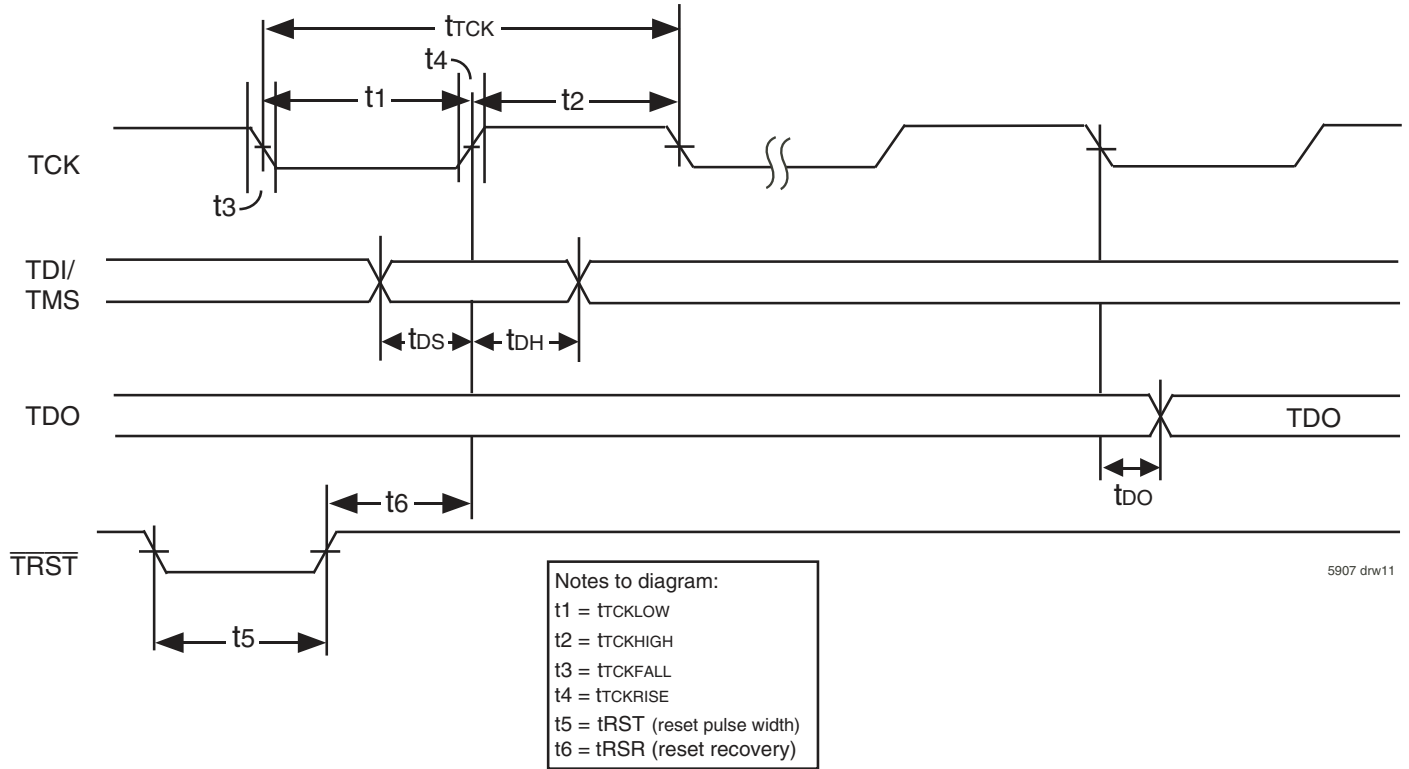 tTCK
t4
t1
t2
TCK
t3
TDI/
TMS
tDS
tDH
TDO
TDO
t6
tDO
TRST
5907 drw11
t5
Notes to diagram:
t1 = tTCKLOW
t2 = tTCKHIGH
t3 = tTCKFALL
t4 = tTCKRISE
t5 = tRST (reset pulse width)
t6 = tRSR (reset recovery)